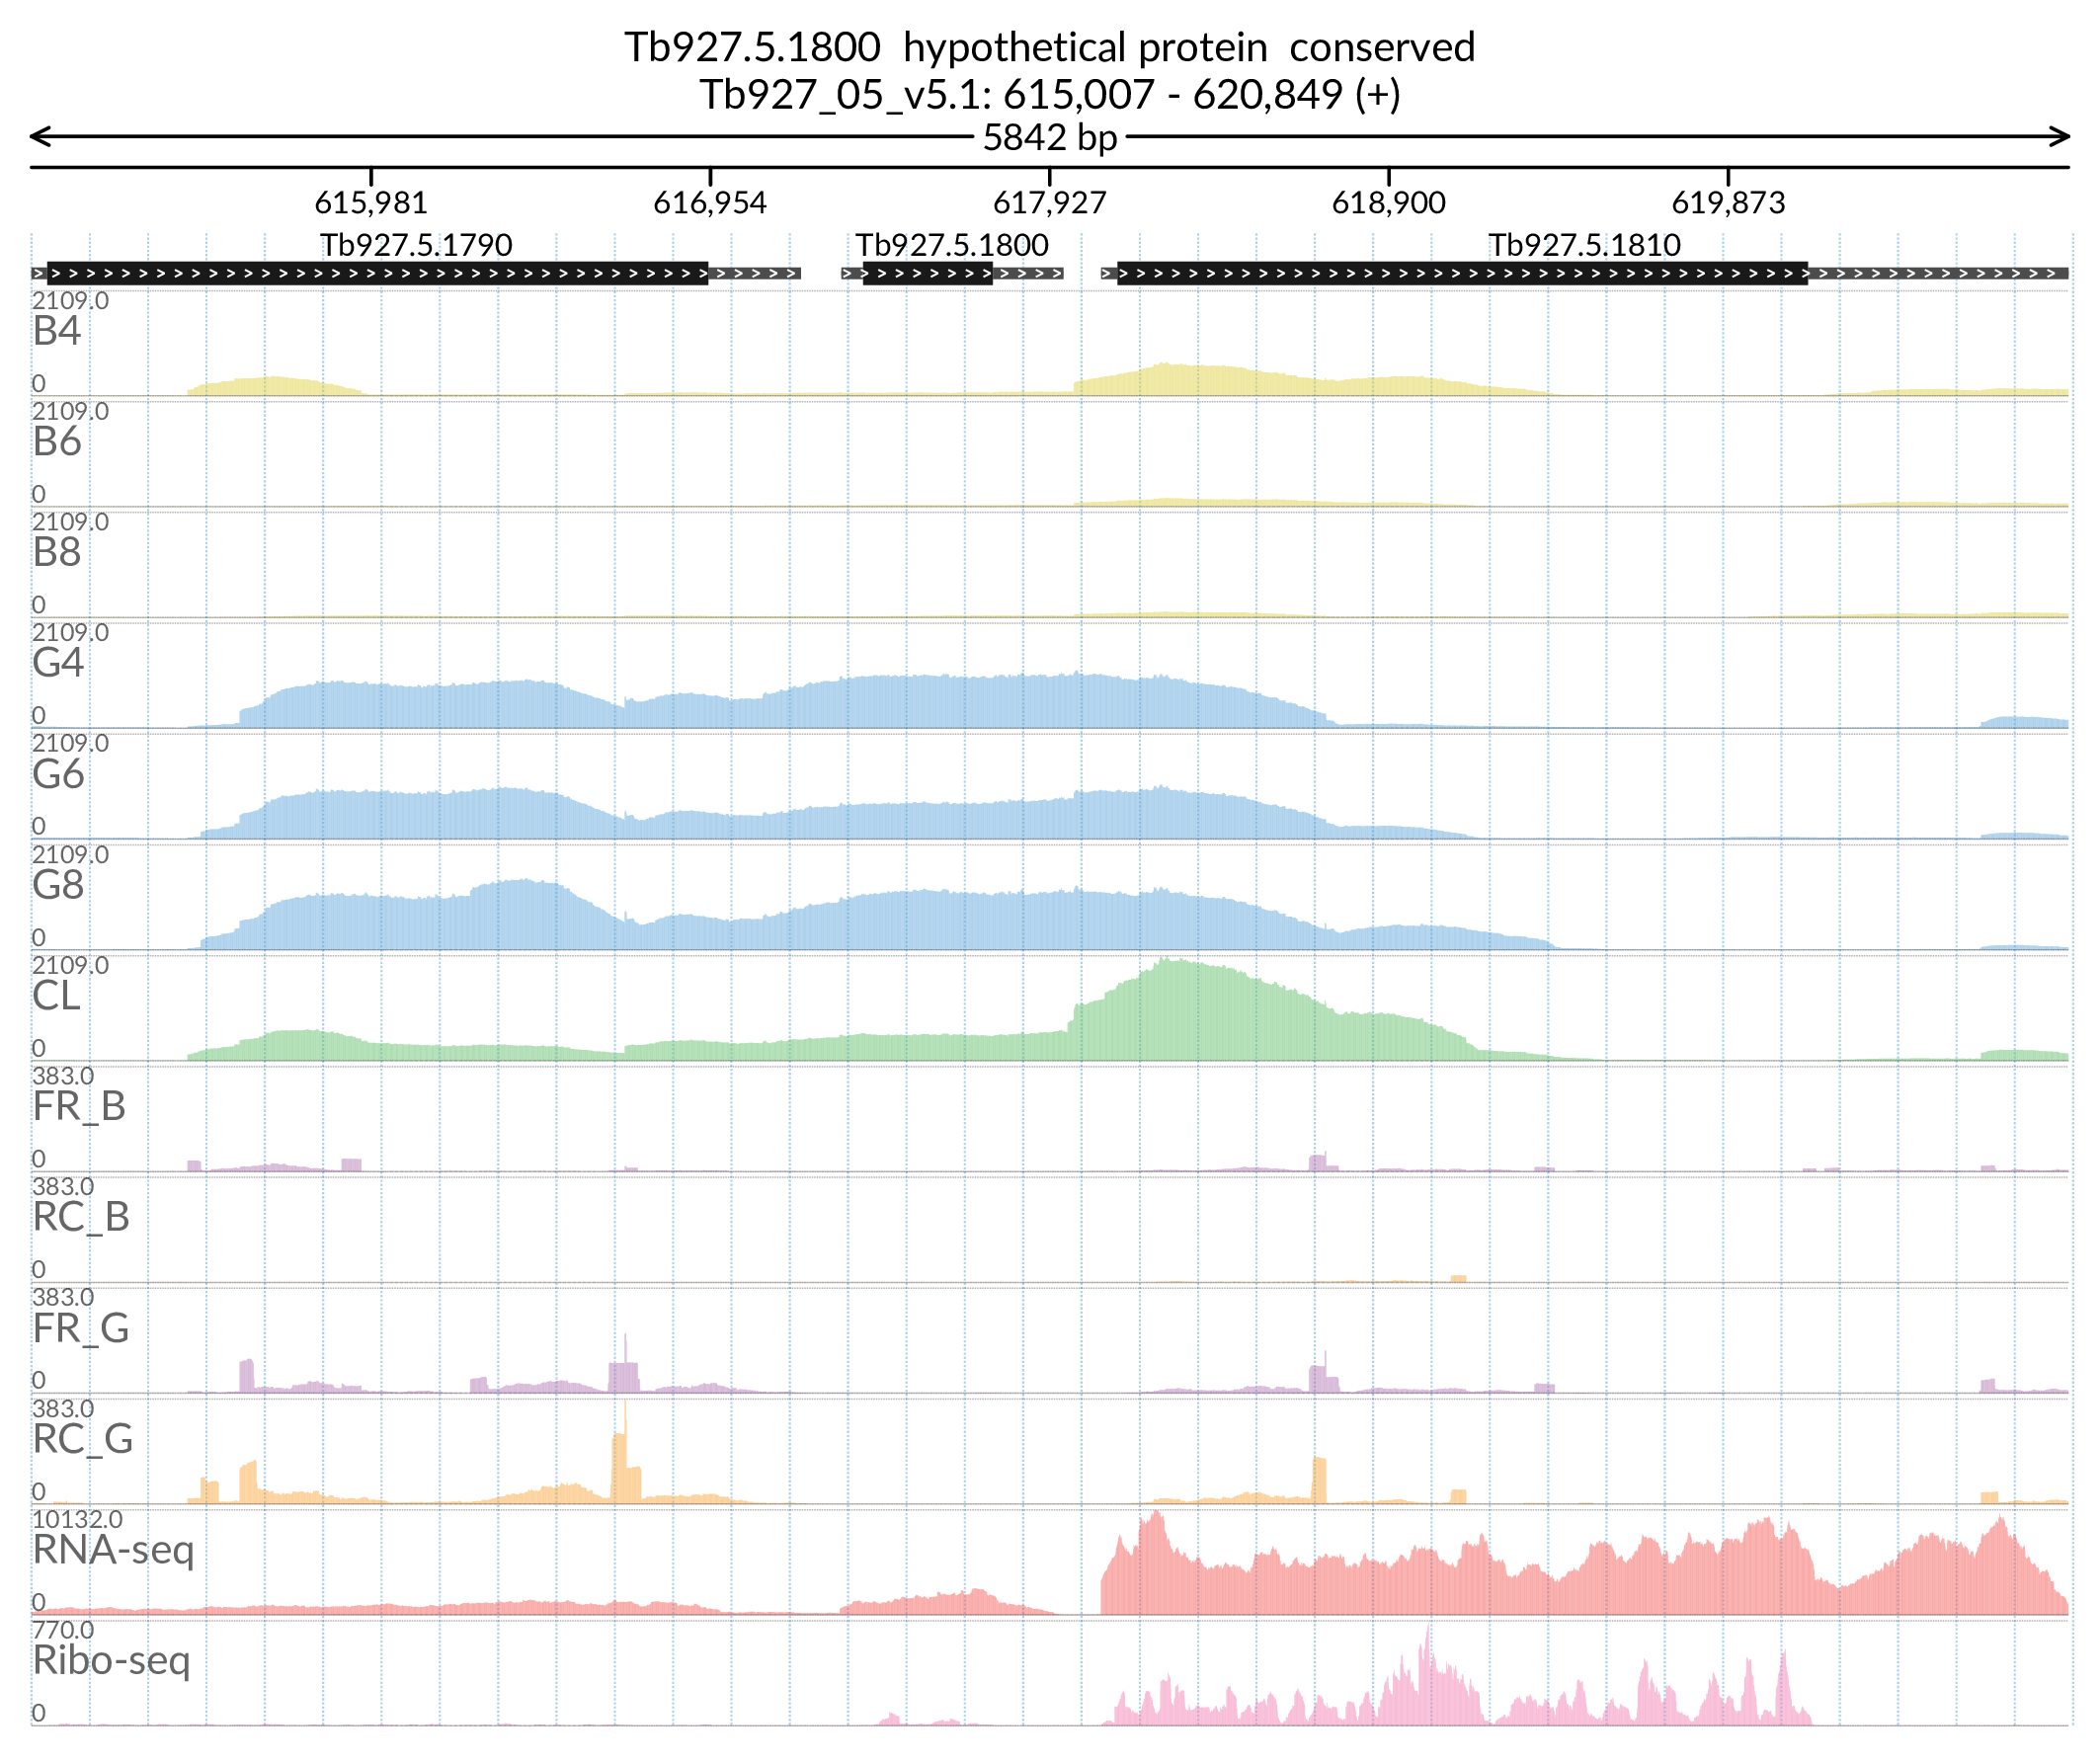 Tb927.5.1800  hypothetical protein  conserved
Tb927_05_v5.1: 615,007 - 620,849 (+)
5842 bp
615,981 616,954 617,927 618,900 619,873
Tb927.5.1790 Tb927.5.1800 Tb927.5.1810
2109.0
B4
0
2109.0
B6
0
2109.0
B8
0
2109.0
G4
0
2109.0
G6
0
2109.0
G8
0
2109.0
CL
0
383.0
FR_B
0
383.0
RC_B
0
383.0
FR_G
0
383.0
RC_G
0
10132.0
RNA-seq
0
770.0
Ribo-seq
0